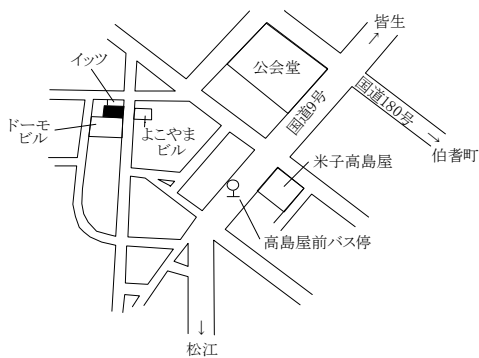 皆生
↗
イッツ
公会堂
国道9号
国道180号
→
伯耆町
ドーモ
ビル
よこやま
ビル
米子高島屋
高島屋前バス停
↓
松江